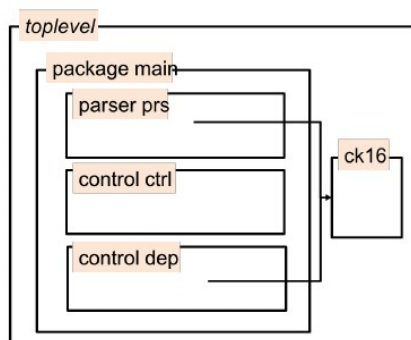 toplevel
package main
parser prs
ck16
control ctrl
control dep